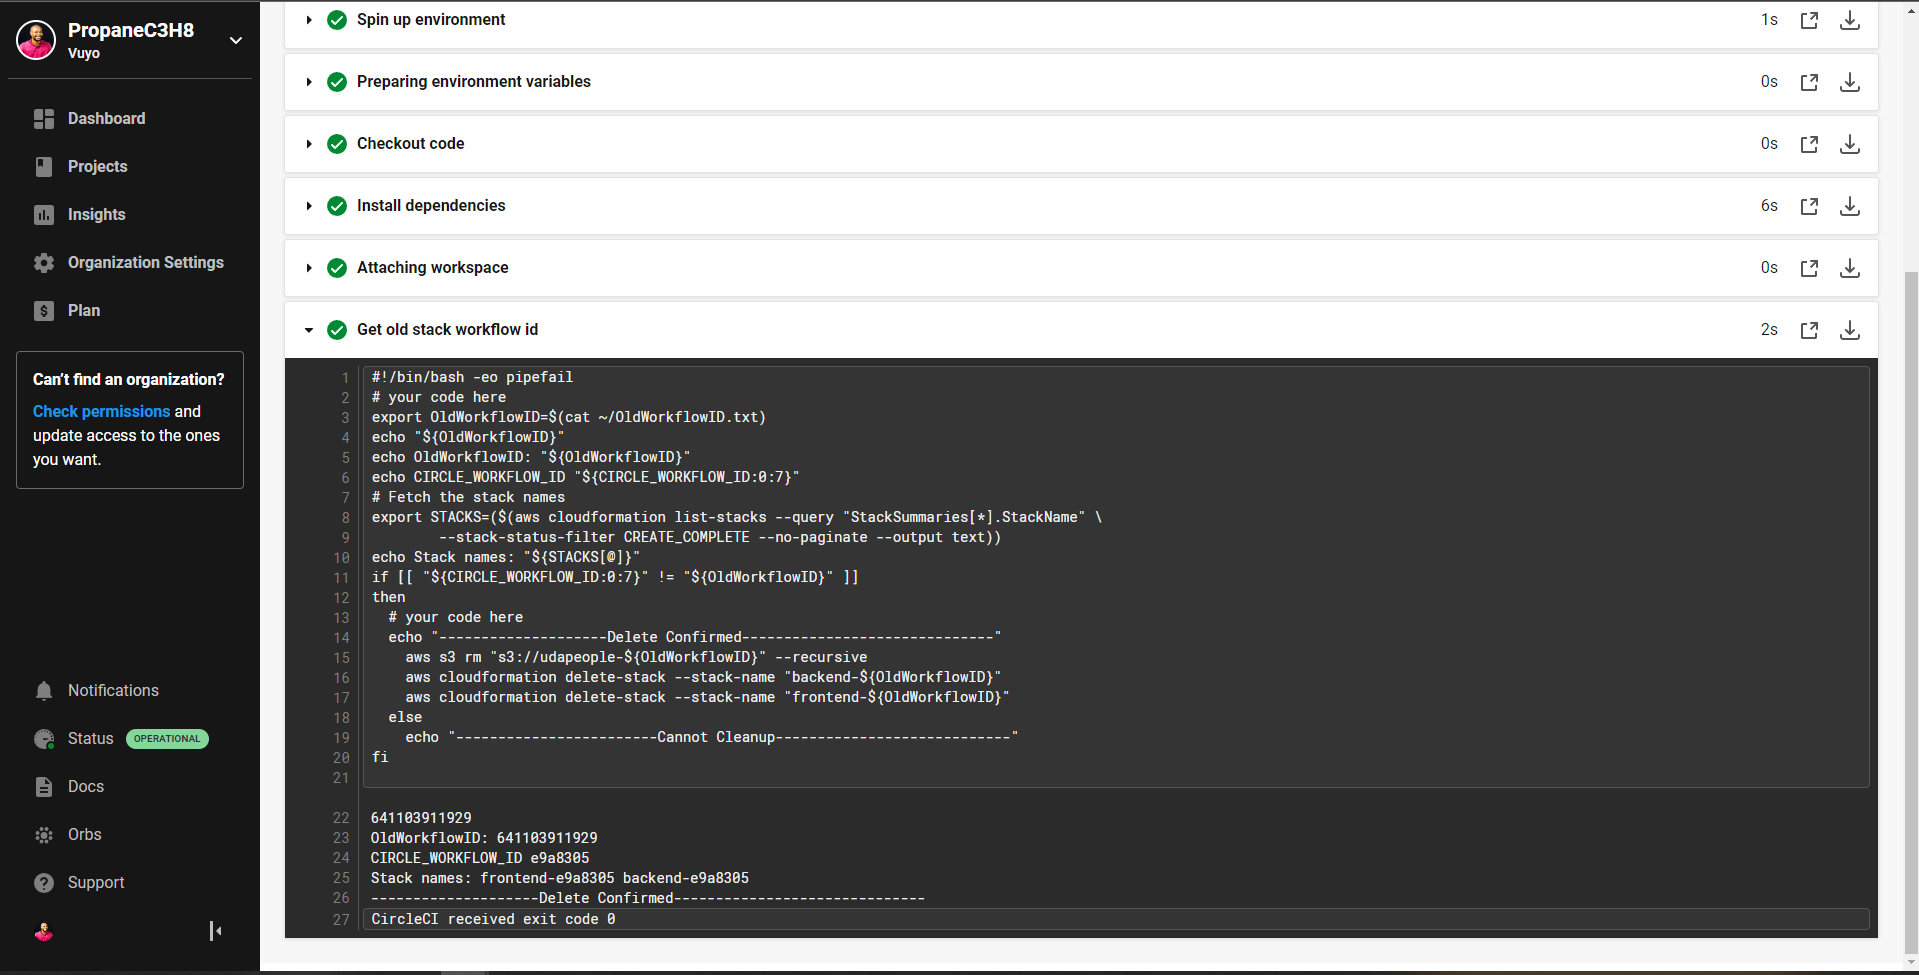 PropaneC3H8
Vuyo
Dashboard
Projects
Insights
Organization Settings
Plan
Can't find an organization?
Check permissions and
update access to the ones
you want.
Notifications
Status OPERATIONAL
Docs
Orbs
Support
Spin up environment 1s
Preparing environment variables 0s
Checkout code 0s
Install dependencies 6s
Attaching workspace 0s
Get old stack workflow id 2s
1 #!/bin/bash -eo pipefail
2 # your code here
3 export OldWorkflowID=$(cat ~/OldWorkflowID.txt)
4 echo "${OldWorkflowID}"
5 echo OldWorkflowID: "${OldWorkflowID}"
6 echo CIRCLE_WORKFLOW_ID "${CIRCLE_WORKFLOW_ID:0:7}"
7 # Fetch the stack names
8 export STACKS=($(aws cloudformation list-stacks --query "StackSummaries[*].StackName" \
9         --stack-status-filter CREATE_COMPLETE --no-paginate --output text))
10 echo Stack names: "${STACKS[@]}"
11 if [[ "${CIRCLE_WORKFLOW_ID:0:7}" != "${OldWorkflowID}" ]]
12 then
13   # your code here
14   echo "--------------------Delete Confirmed------------------------------"
15     aws s3 rm "s3://udapeople-${OldWorkflowID}" --recursive
16     aws cloudformation delete-stack --stack-name "backend-${OldWorkflowID}"
17     aws cloudformation delete-stack --stack-name "frontend-${OldWorkflowID}"
18   else
19     echo "------------------------Cannot Cleanup----------------------------"
20 fi
21
22 641103911929
23 OldWorkflowID: 641103911929
24 CIRCLE_WORKFLOW_ID e9a8305
25 Stack names: frontend-e9a8305 backend-e9a8305
26 --------------------Delete Confirmed------------------------------
27 CircleCI received exit code 0